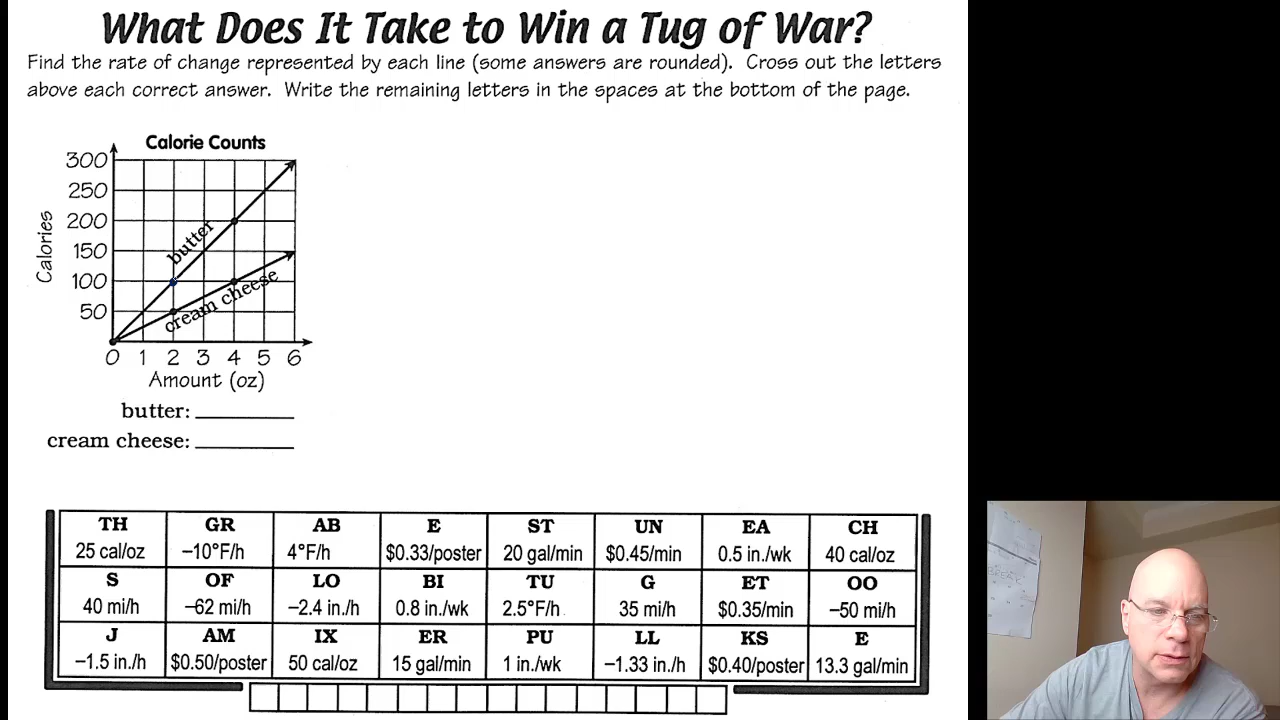 What Does It Take to Win a Tug of War?
Find the rate of change represented by each line (some answers are rounded). Cross out the letters
above each correct answer. Write the remaining letters in the spaces at the bottom of the page.
Calorie Counts
300
250
200
150
100
50
Calories
butter
cream cheese
0 1 2 3 4 5 6
Amount (oz)
butter:
cream cheese:
TH GR AB E ST UN EA CH
25 cal/oz –10°F/h 4°F/h $0.33/poster 20 gal/min $0.45/min 0.5 in./wk 40 cal/oz
S OF LO BI TU G ET OO
40 mi/h –62 mi/h –2.4 in./h 0.8 in./wk 2.5°F/h 35 mi/h $0.35/min –50 mi/h
J AM IX ER PU LL KS E
–1.5 in./h $0.50/poster 50 cal/oz 15 gal/min 1 in./wk –1.33 in./h $0.40/poster 13.3 gal/min